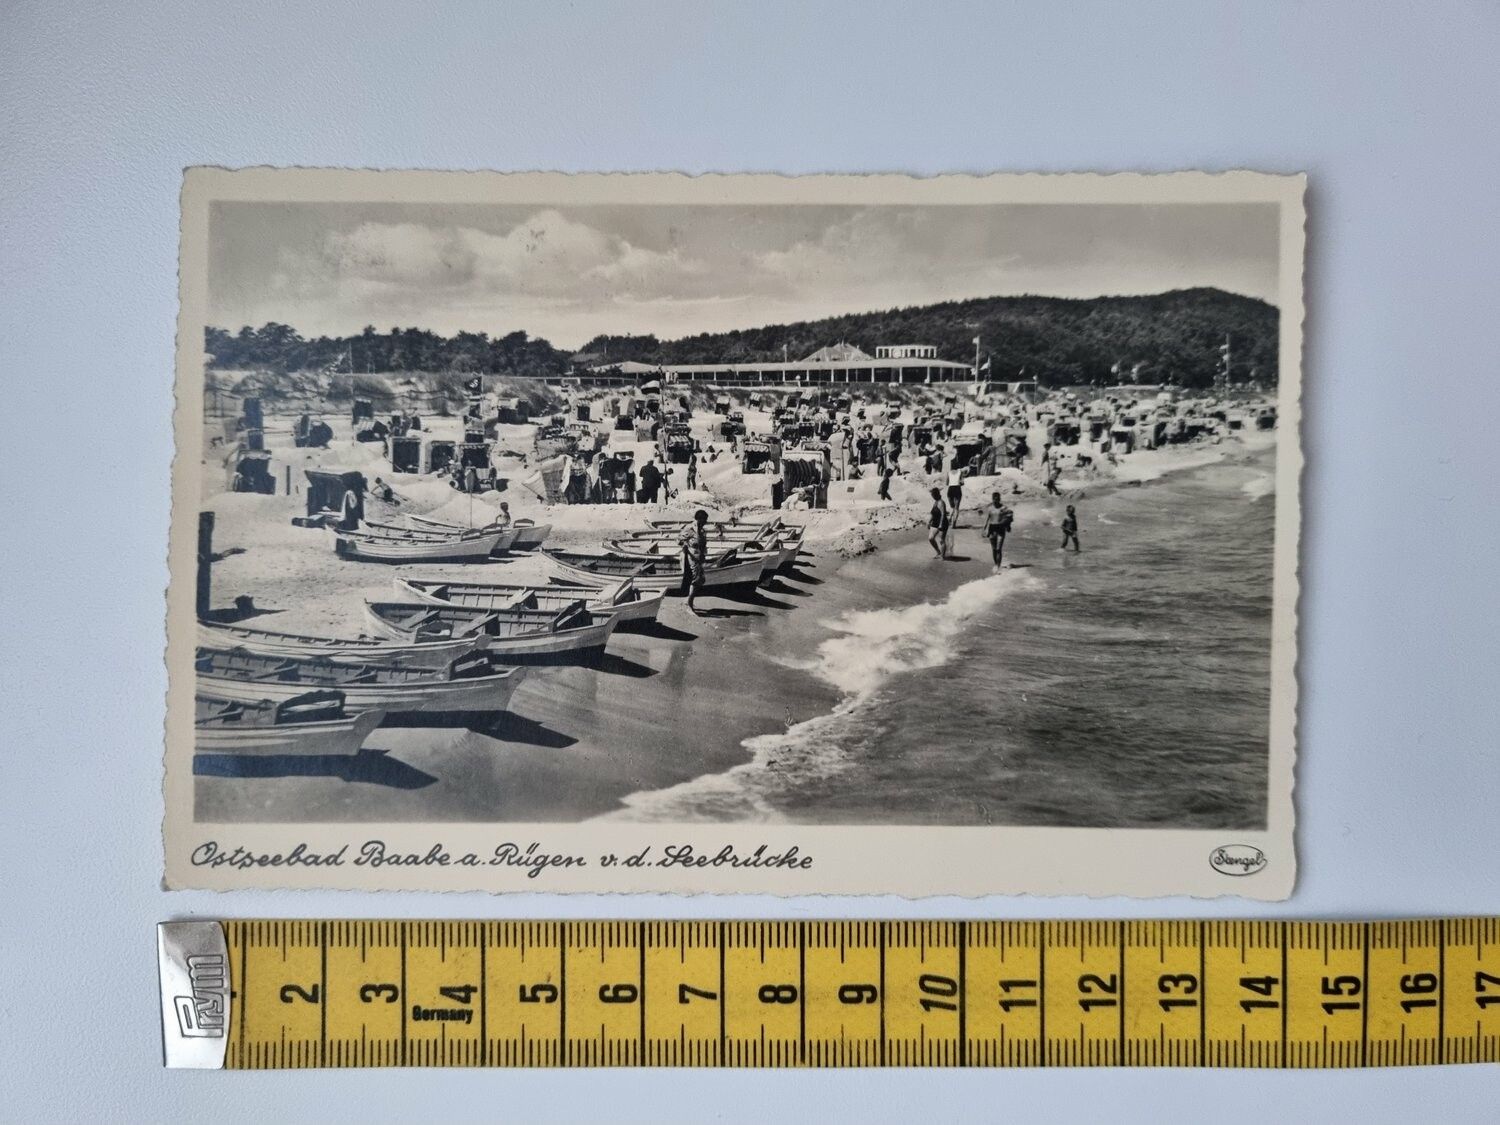 Ostseebad Baabe a. Rügen v. d. Seebrücke
Stengel
Prym
2 3 4 5 6 7 8 9 10 11 12 13 14 15 16 17
Germany